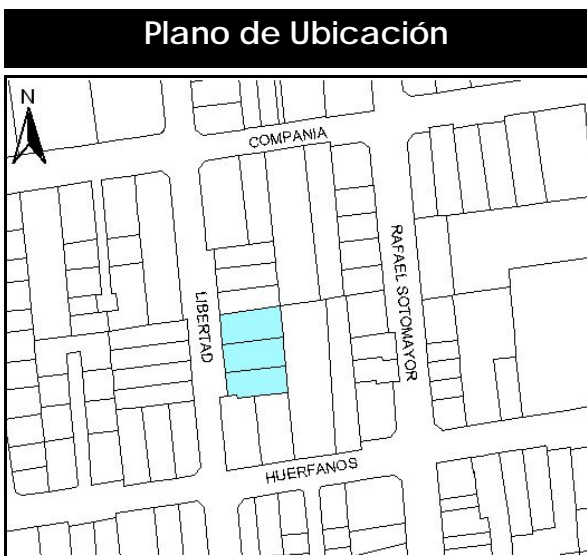 Plano de Ubicación
N
COMPANIA
RAFAEL SOTOMAYOR
LIBERTAD
HUERFANOS